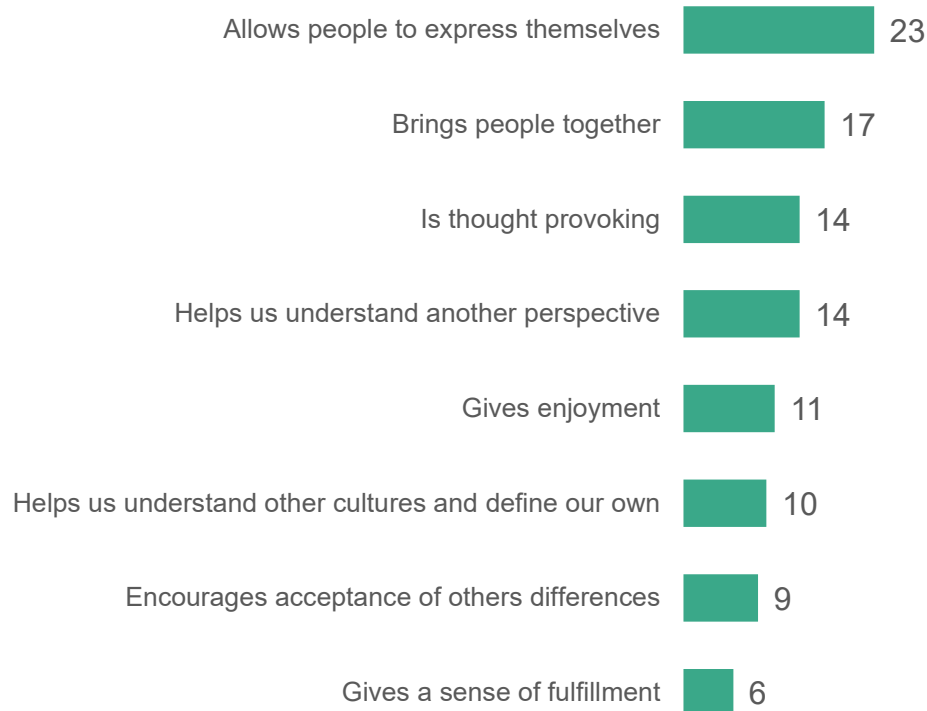 Allows people to express themselves 23
Brings people together 17
Is thought provoking 14
Helps us understand another perspective 14
Gives enjoyment 11
Helps us understand other cultures and define our own 10
Encourages acceptance of others differences 9
Gives a sense of fulfillment 6